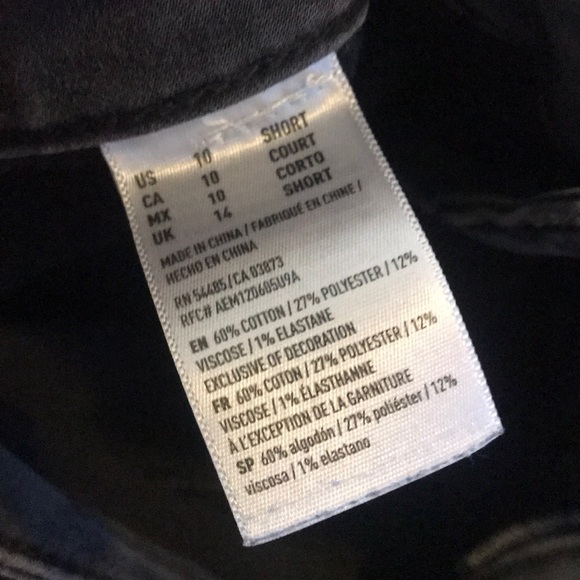 US 10 SHORT
CA 10 COURT
MX 10 CORTO
UK 14 SHORT
MADE IN CHINA / FABRIQUÉ EN CHINE /
HECHO EN CHINA
RN 54485 / CA 03873
RFC# AEM120605U9A
EN 60% COTTON / 27% POLYESTER / 12%
VISCOSE / 1% ELASTANE
EXCLUSIVE OF DECORATION
FR 60% COTON / 27% POLYESTER / 12%
VISCOSE / 1% ÉLASTHANNE
À L'EXCEPTION DE LA GARNITURE
SP 60% algodón / 27% poliéster / 12%
viscosa / 1% elastano